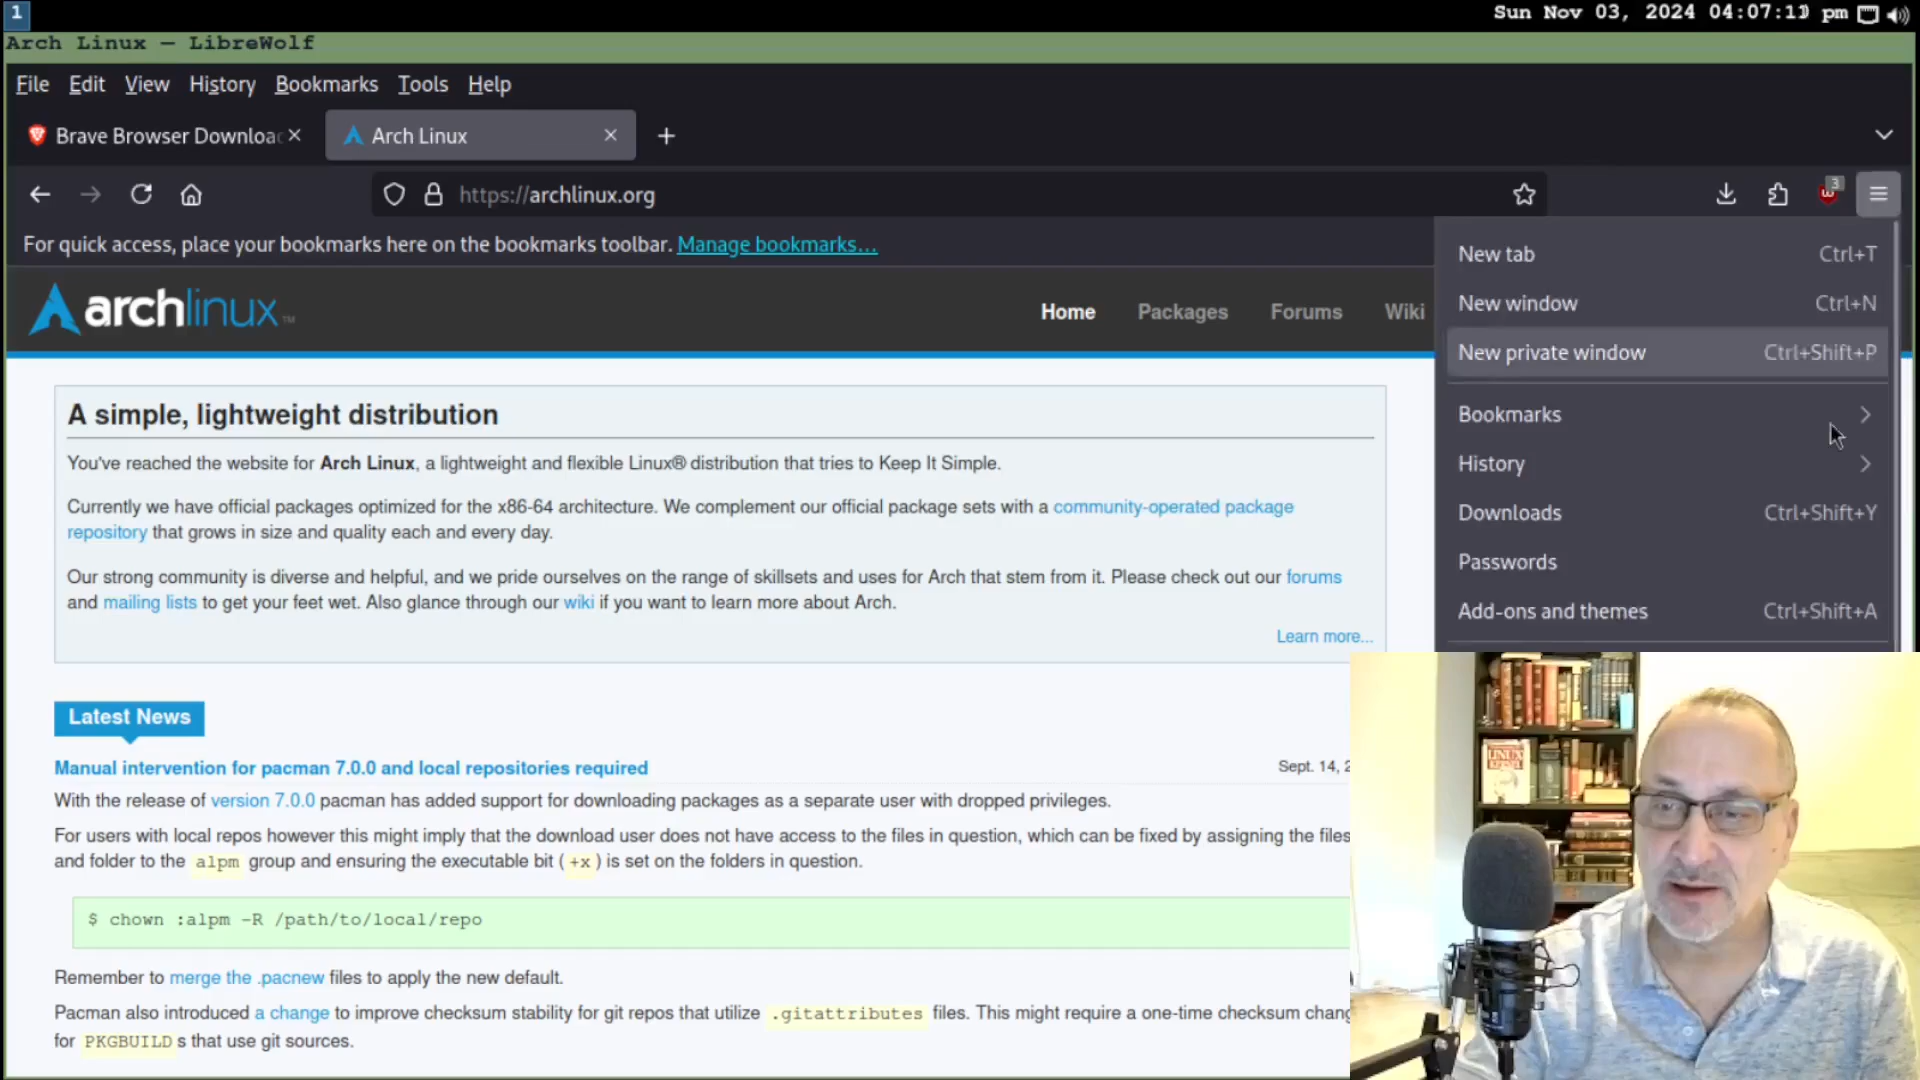 1
Sun Nov 03, 2024 04:07:11 pm
Arch Linux — LibreWolf
File Edit View History Bookmarks Tools Help
Brave Browser Downloa
Arch Linux
https://archlinux.org
3
For quick access, place your bookmarks here on the bookmarks toolbar. Manage bookmarks...
New tab Ctrl+T
New window Ctrl+N
New private window Ctrl+Shift+P
Bookmarks
History
Downloads Ctrl+Shift+Y
Passwords
Add-ons and themes Ctrl+Shift+A
archlinux™
Home Packages Forums Wiki
A simple, lightweight distribution
You've reached the website for Arch Linux, a lightweight and flexible Linux® distribution that tries to Keep It Simple.
Currently we have official packages optimized for the x86-64 architecture. We complement our official package sets with a community-operated package
repository that grows in size and quality each and every day.
Our strong community is diverse and helpful, and we pride ourselves on the range of skillsets and uses for Arch that stem from it. Please check out our forums
and mailing lists to get your feet wet. Also glance through our wiki if you want to learn more about Arch.
Learn more...
Latest News
Manual intervention for pacman 7.0.0 and local repositories required
Sept. 14, 2
With the release of version 7.0.0 pacman has added support for downloading packages as a separate user with dropped privileges.
For users with local repos however this might imply that the download user does not have access to the files in question, which can be fixed by assigning the files
and folder to the alpm group and ensuring the executable bit (+x) is set on the folders in question.
$ chown :alpm -R /path/to/local/repo
Remember to merge the .pacnew files to apply the new default.
Pacman also introduced a change to improve checksum stability for git repos that utilize .gitattributes files. This might require a one-time checksum chang
for PKGBUILDs that use git sources.
LINUX